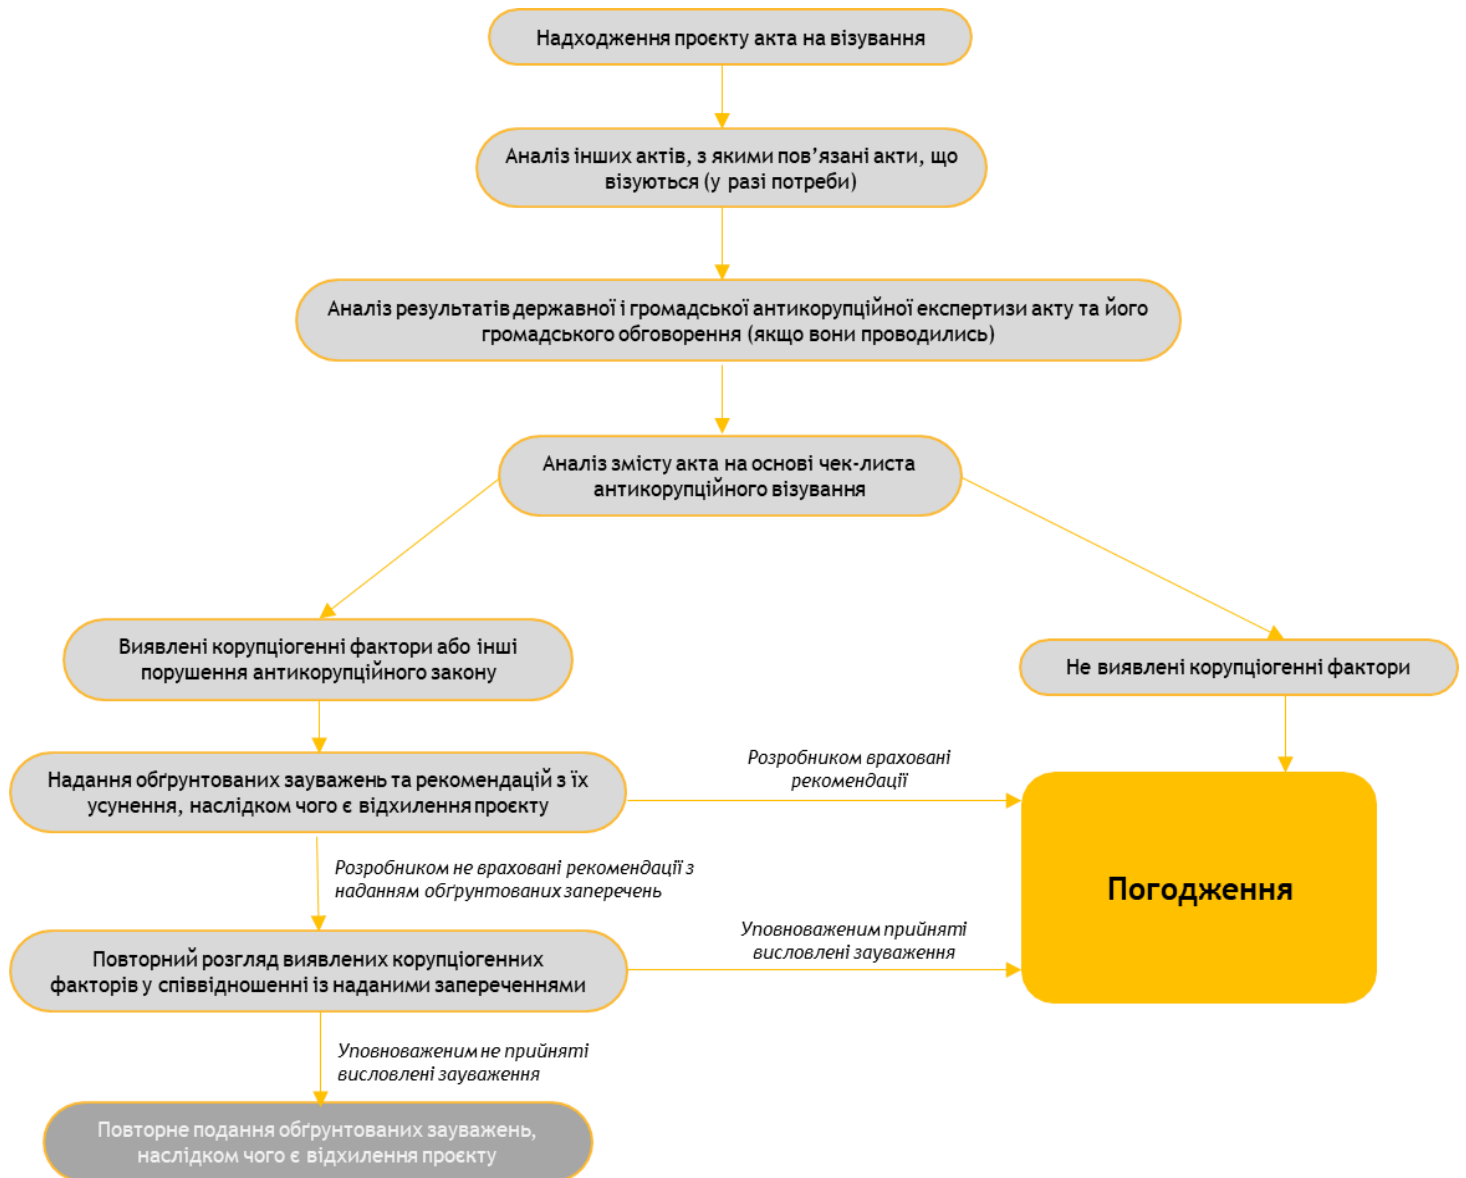 Надходження проєкту акта на візування
Аналіз інших актів, з якими пов’язані акти, що
візуються (у разі потреби)
Аналіз результатів державної і громадської антикорупційної експертизи акту та його
громадського обговорення (якщо вони проводились)
Аналіз змісту акта на основі чек-листа
антикорупційного візування
Виявлені корупціогенні фактори або інші
порушення антикорупційного закону
Не виявлені корупціогенні фактори
Надання обґрунтованих зауважень та рекомендацій з їх
усунення, наслідком чого є відхилення проєкту
Розробником враховані
рекомендації
Розробником не враховані рекомендації з
наданням обґрунтованих заперечень
Погодження
Уповноваженим прийняті
висловлені зауваження
Повторний розгляд виявлених корупціогенних
факторів у співвідношенні із наданими запереченнями
Уповноваженим не прийняті
висловлені зауваження
Повторне подання обґрунтованих зауважень,
наслідком чого є відхилення проєкту